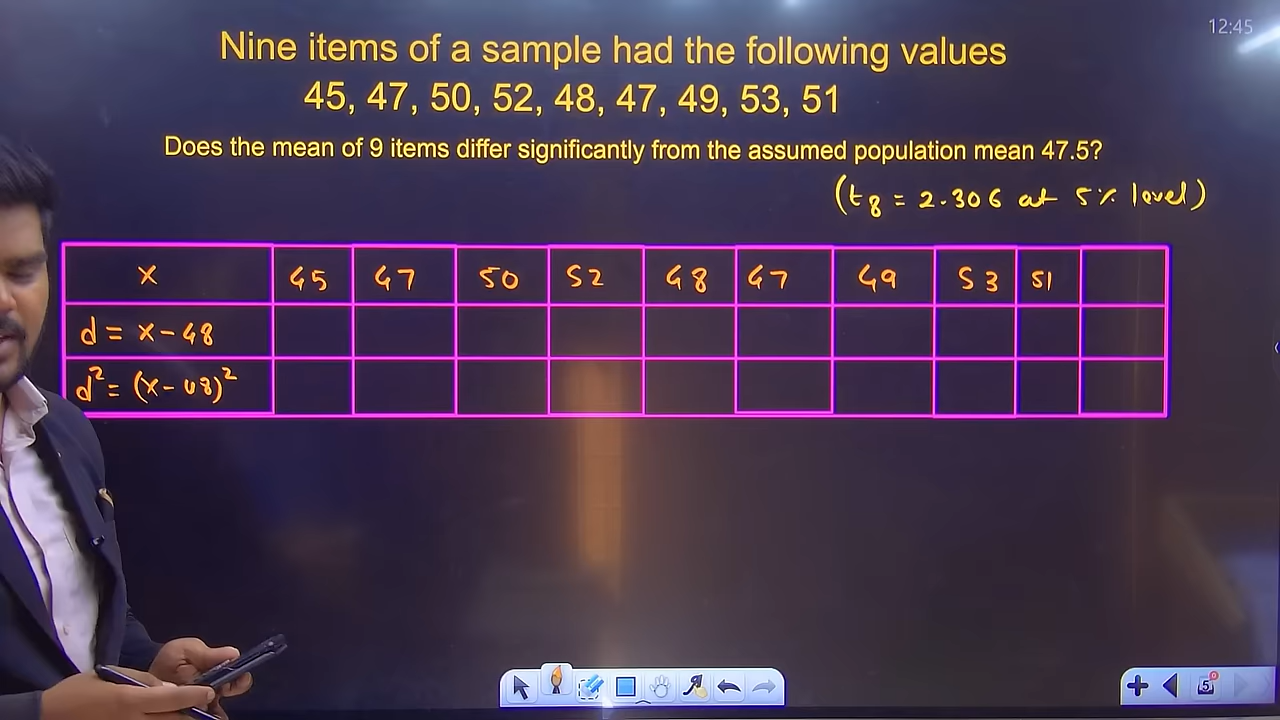 12:45
Nine items of a sample had the following values
45, 47, 50, 52, 48, 47, 49, 53, 51
Does the mean of 9 items differ significantly from the assumed population mean 47.5?
(t₈ = 2.306 at 5% level)
x 45 47 50 52 48 47 49 53 51
d = x-48
d² = (x-48)²
5